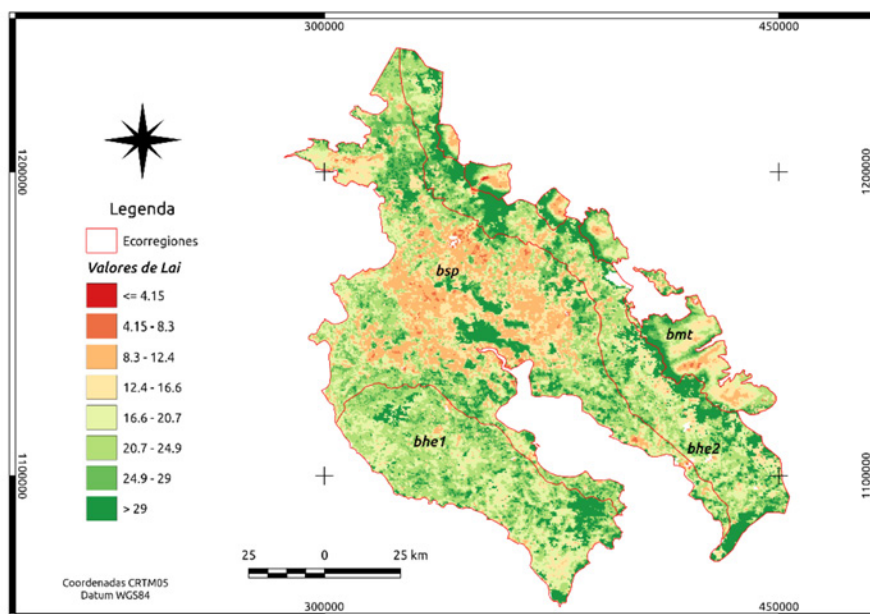 300000 450000
1200000 1200000
Legenda
Ecorregiones
Valores de Lai
<= 4.15
4.15 - 8.3
8.3 - 12.4
12.4 - 16.6
16.6 - 20.7
20.7 - 24.9
24.9 - 29
> 29
bsp
bmt
bhe1
bhe2
1100000 1100000
25 0 25 km
Coordenadas CRTM05
Datum WGS84
300000 450000